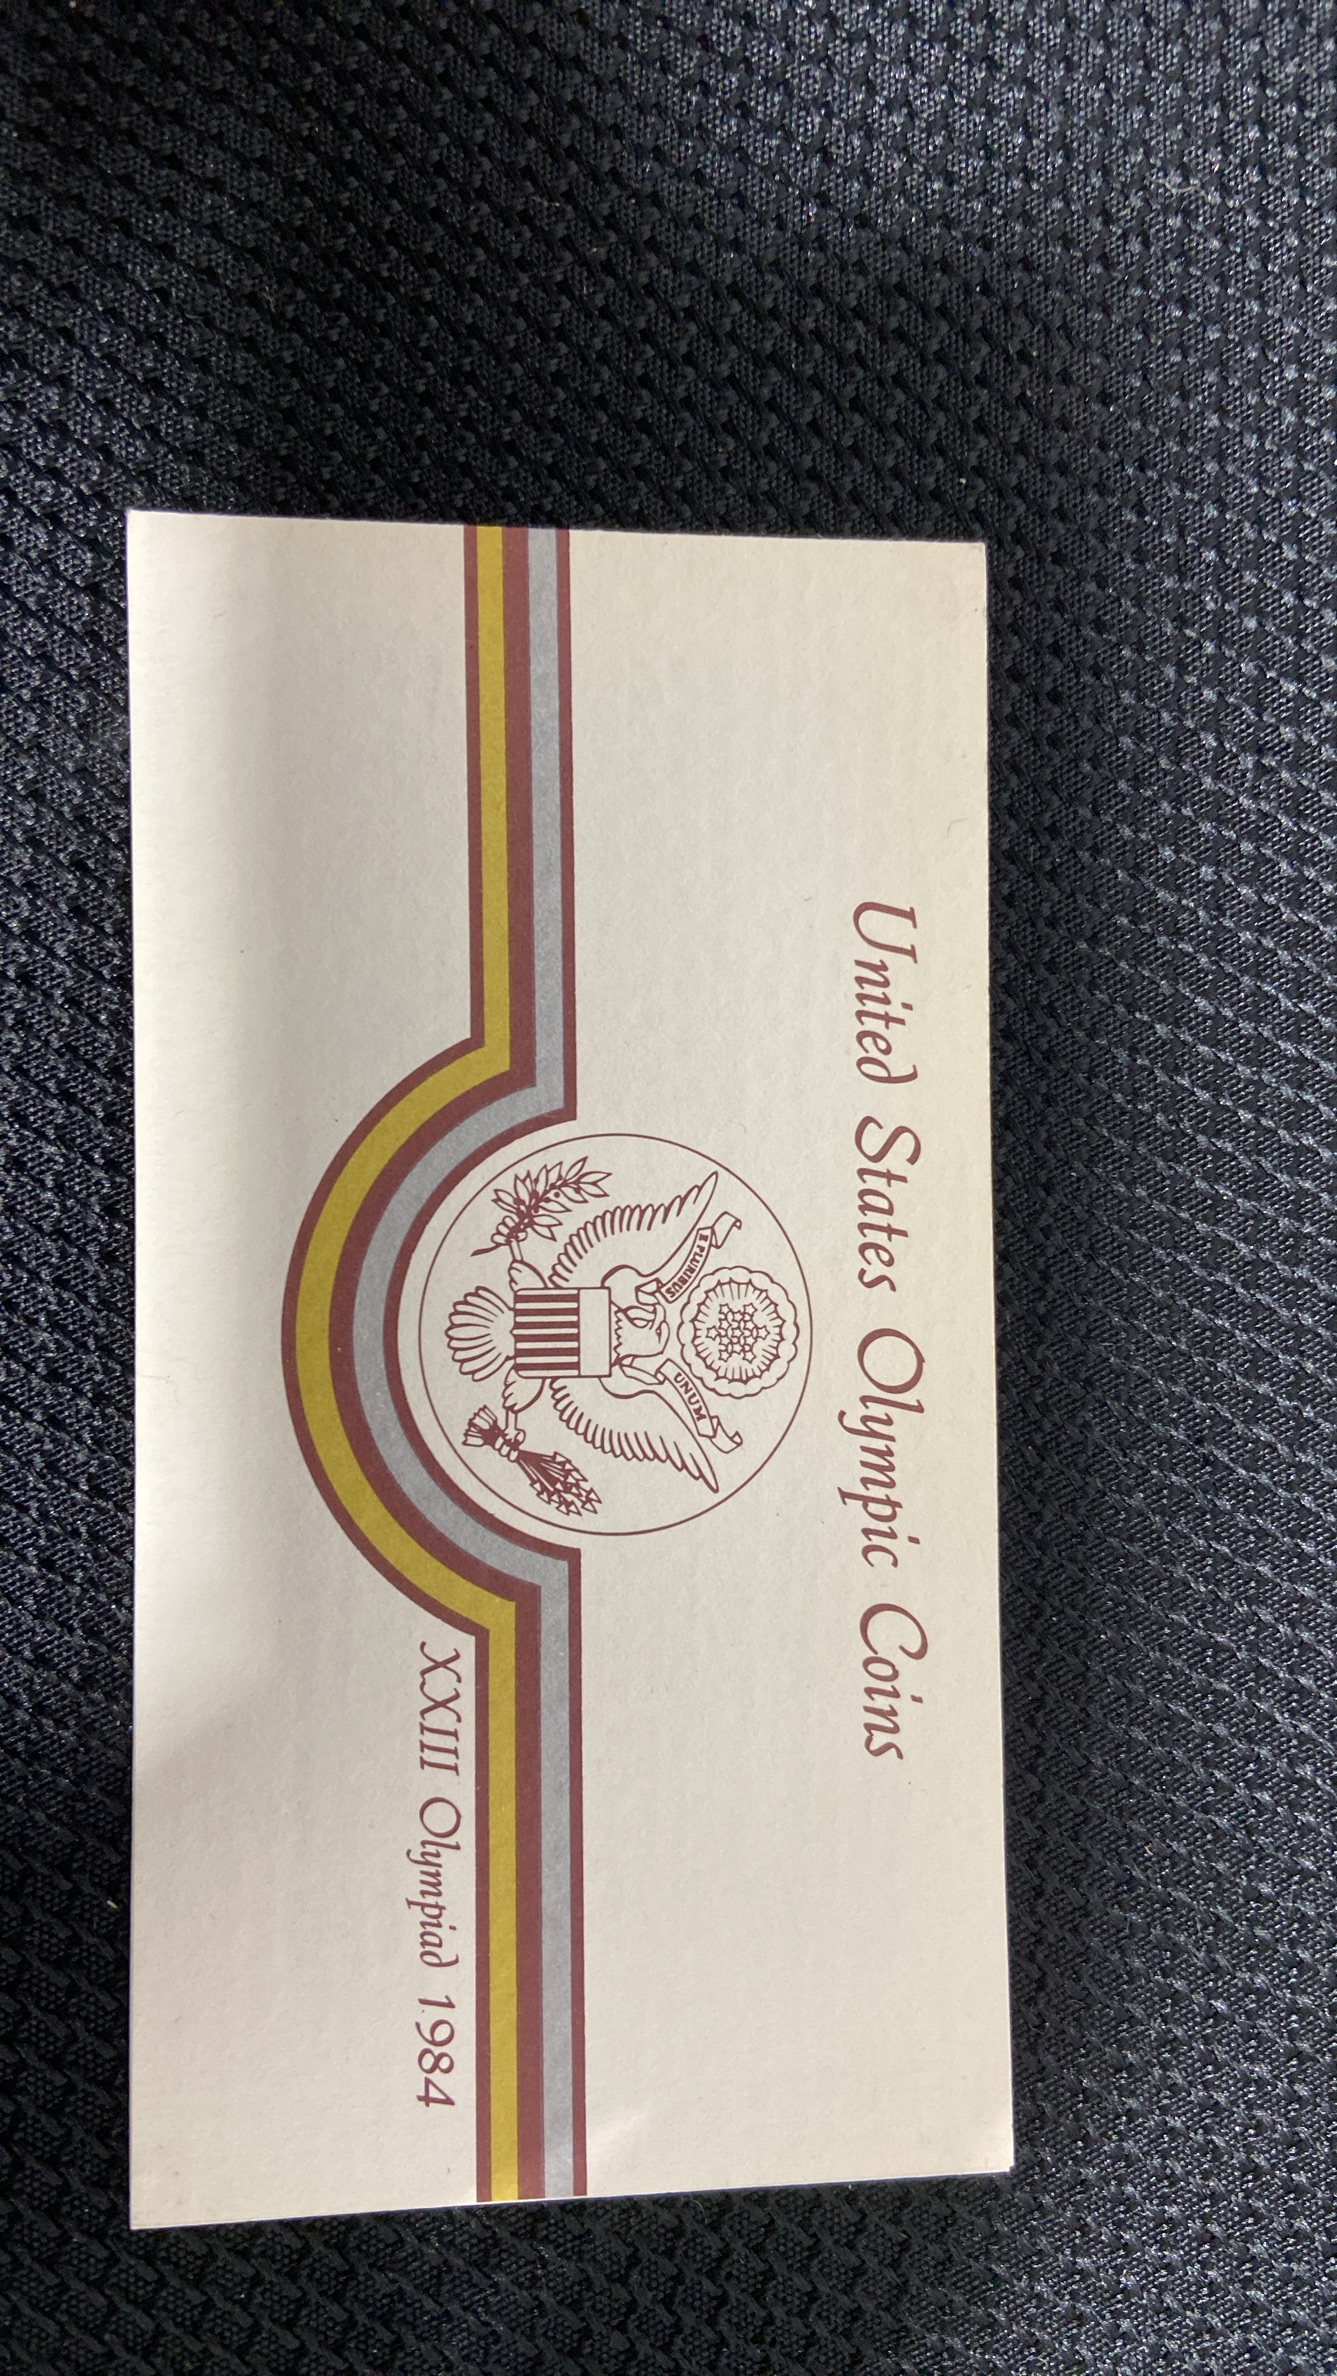 United States Olympic Coins
E PLURIBUS UNUM
XXIII Olympiad 1984